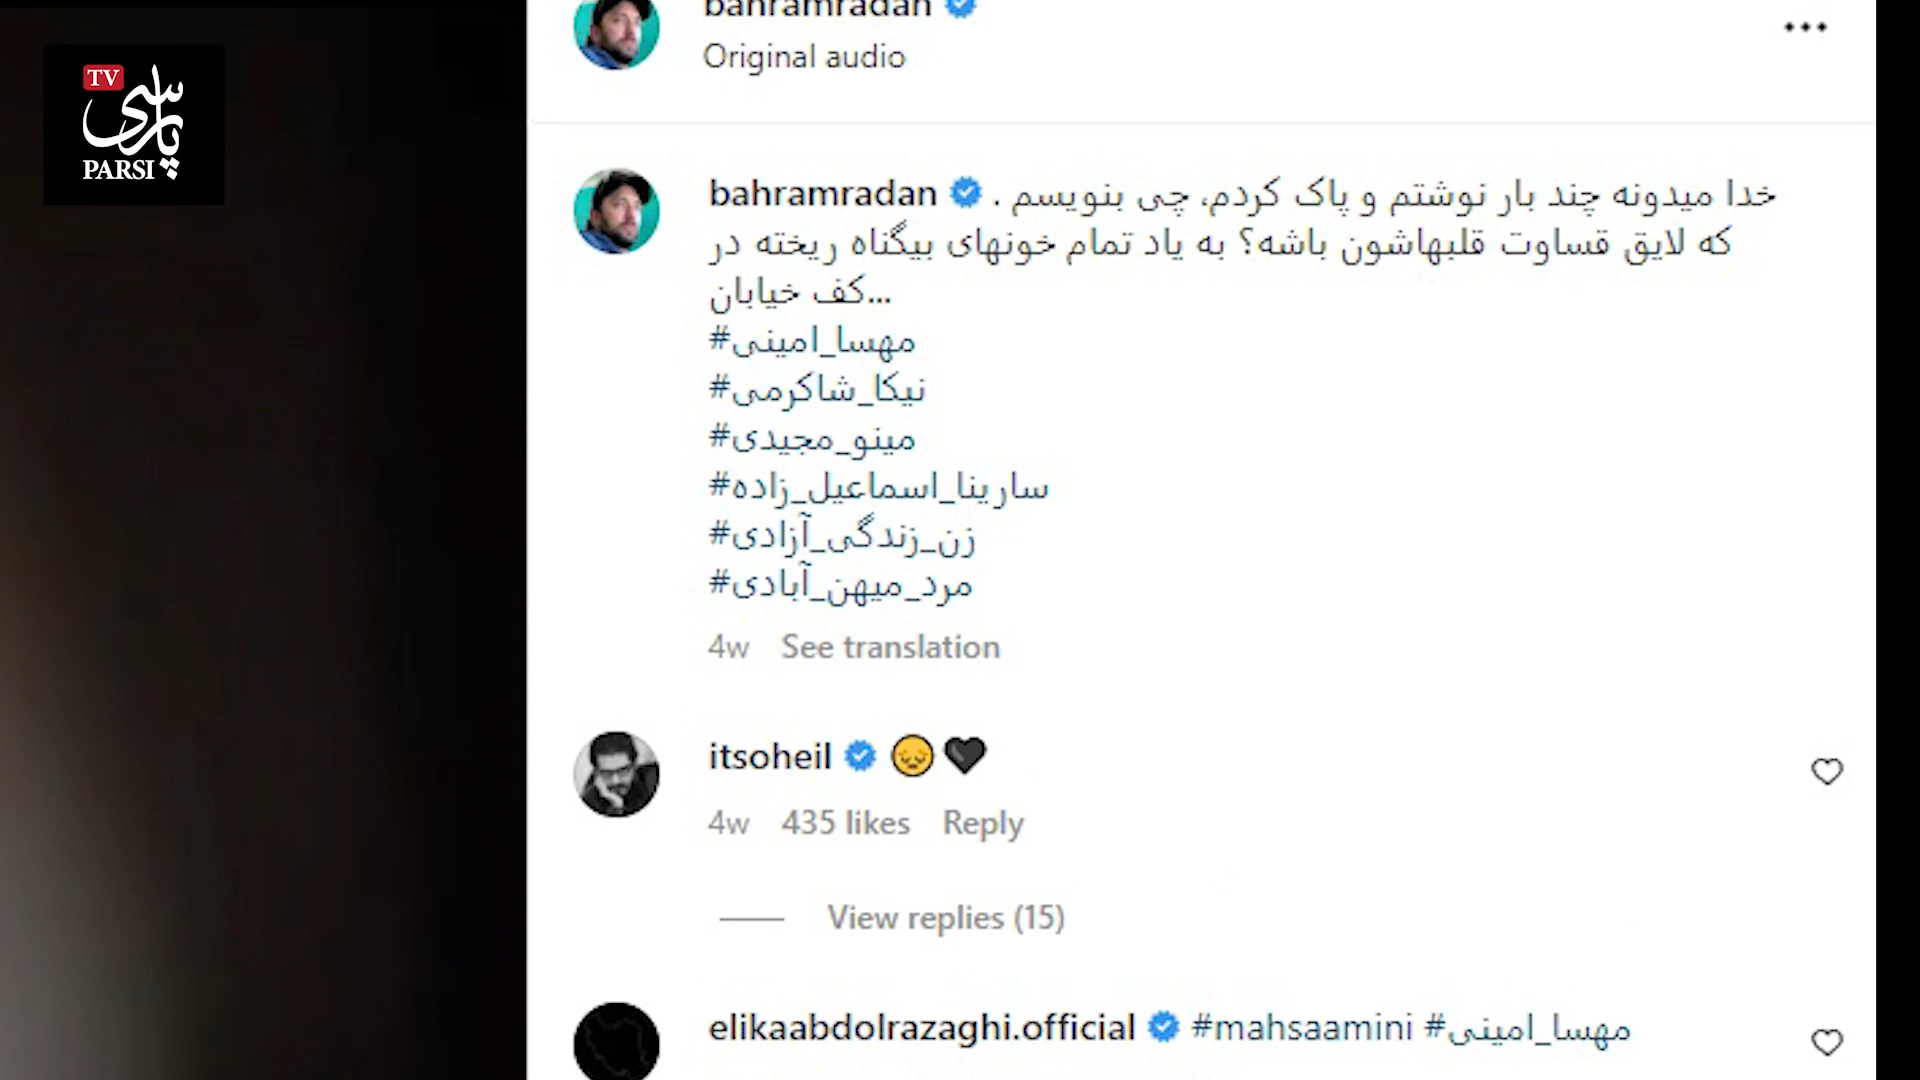 TV
پارسی
PARSI
bahramradan
Original audio
bahramradan خدا میدونه چند بار نوشتم و پاک کردم، چی بنویسم .
که لایق قساوت قلبهاشون باشه؟ به یاد تمام خونهای بیگناه ریخته در
کف خیابان...
#مهسا_امینی
#نیکا_شاکرمی
#مینو_مجیدی
#سارینا_اسماعیل_زاده
#زن_زندگی_آزادی
#مرد_میهن_آبادی
4w See translation
itsoheil 😞🖤
4w 435 likes Reply
View replies (15)
elikaabdolrazaghi.official #mahsaamini #مهسا_امینی